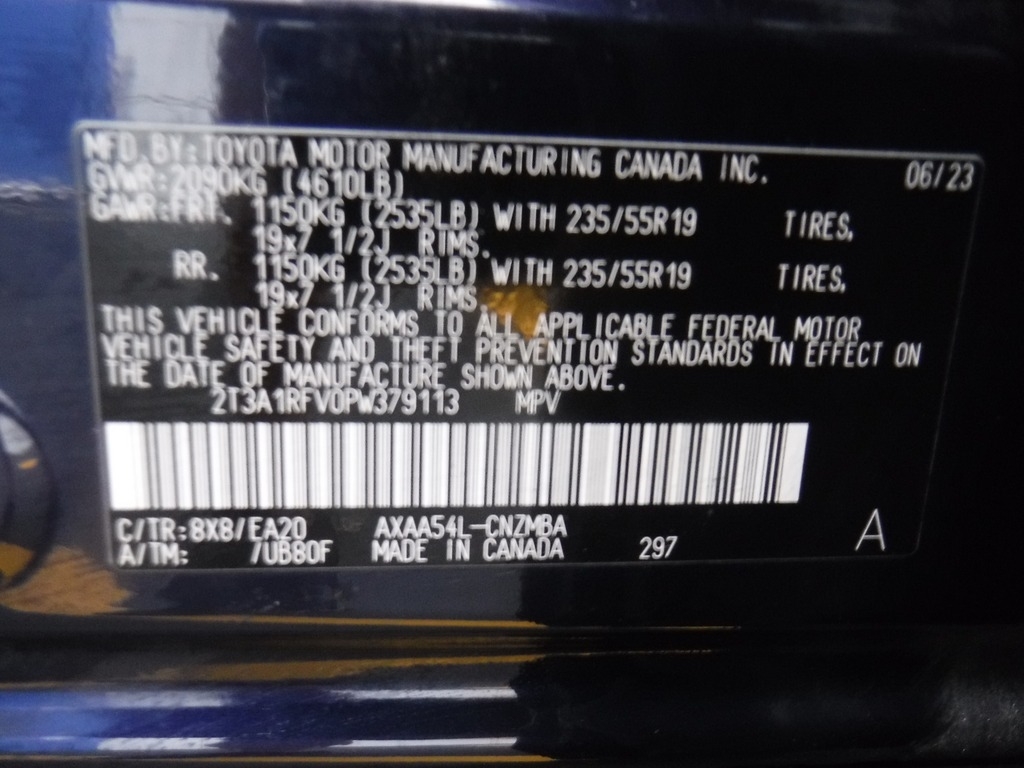 MFD. BY: TOYOTA MOTOR MANUFACTURING CANADA INC. 06/23
GVWR: 2090KG (4610LB)
GAWR: FRT. 1150KG (2535LB) WITH 235/55R19 TIRES,
19x7 1/2J RIMS.
RR. 1150KG (2535LB) WITH 235/55R19 TIRES,
19x7 1/2J RIMS.
THIS VEHICLE CONFORMS TO ALL APPLICABLE FEDERAL MOTOR
VEHICLE SAFETY AND THEFT PREVENTION STANDARDS IN EFFECT ON
THE DATE OF MANUFACTURE SHOWN ABOVE.
2T3A1RFV0PW379113 MPV
C/TR: 8X8/EA20 AXAA54L-CNZMBA
A/TM: /UB80F MADE IN CANADA 297 A